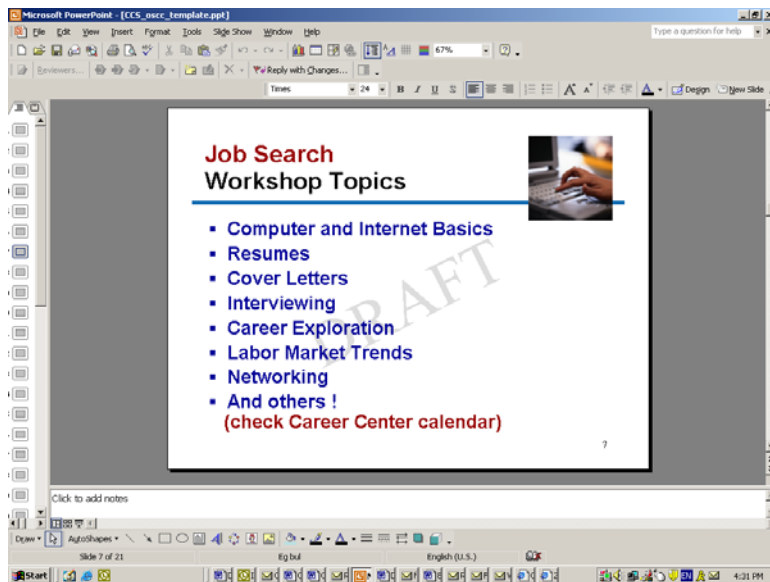 Microsoft PowerPoint - [CCS_oscc_template.ppt]
File Edit View Insert Format Tools Slide Show Window Help
Type a question for help
67%
Reviewers... Reply with Changes...
Times 24 B I U S A A A Design New Slide
Job Search
Workshop Topics
Computer and Internet Basics
Resumes
Cover Letters
Interviewing
Career Exploration
Labor Market Trends
Networking
And others !
(check Career Center calendar)
DRAFT
7
Click to add notes
Draw AutoShapes
Slide 7 of 21 Eg bul English (U.S.)
Start EN 4:31 PM